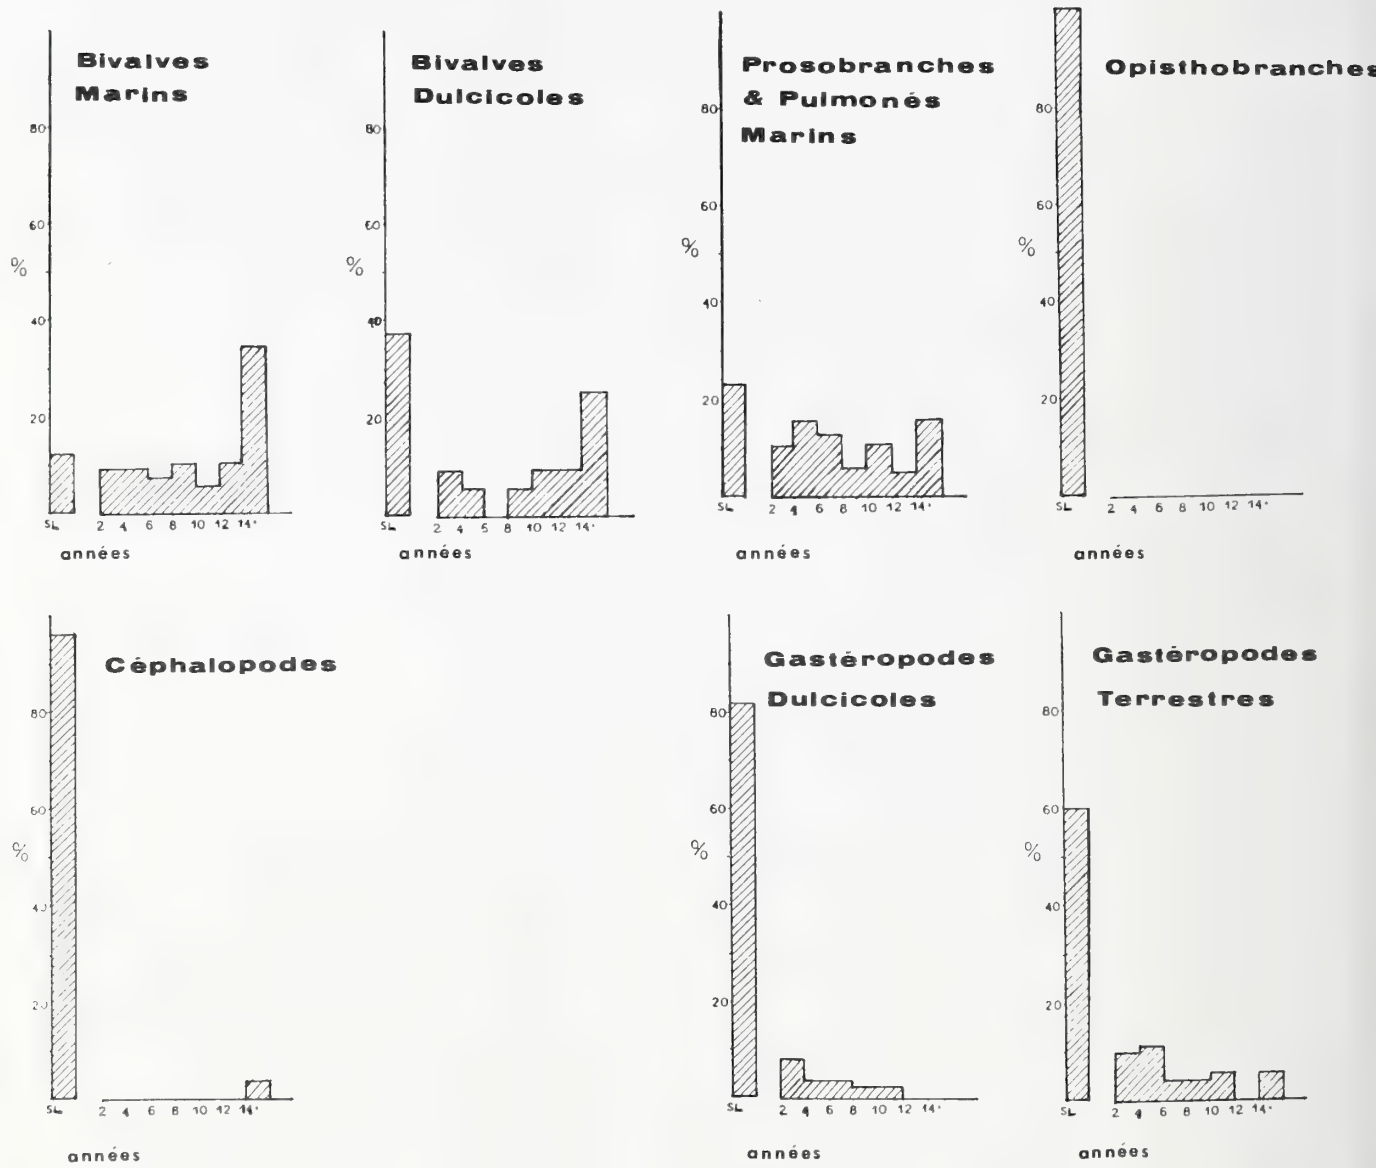 Bivalves
Marins
80
60
%
40
20
SL 2 4 6 8 10 12 14+
années
Bivalves
Dulcicoles
80
60
%
40
20
SL 2 4 6 8 10 12 14+
années
Prosobranches
& Pulmonés
Marins
80
60
%
40
20
SL 2 4 6 8 10 12 14+
années
Opisthobranches
80
60
%
40
20
SL 2 4 6 8 10 12 14+
années
Céphalopodes
80
60
%
40
20
SL 2 4 6 8 10 12 14+
années
Gastéropodes
Dulcicoles
80
60
%
40
20
SL 2 4 6 8 10 12 14+
années
Gastéropodes
Terrestres
80
60
%
40
20
SL 2 4 6 8 10 12 14+
années